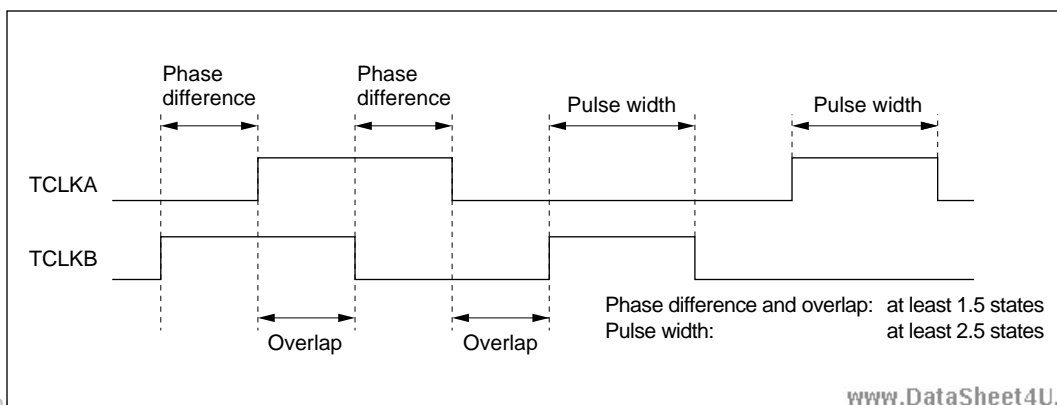 Phase difference
Phase difference
Pulse width
Pulse width
TCLKA
TCLKB
Overlap
Overlap
Phase difference and overlap: at least 1.5 states
Pulse width: at least 2.5 states
www.DataSheet4U.